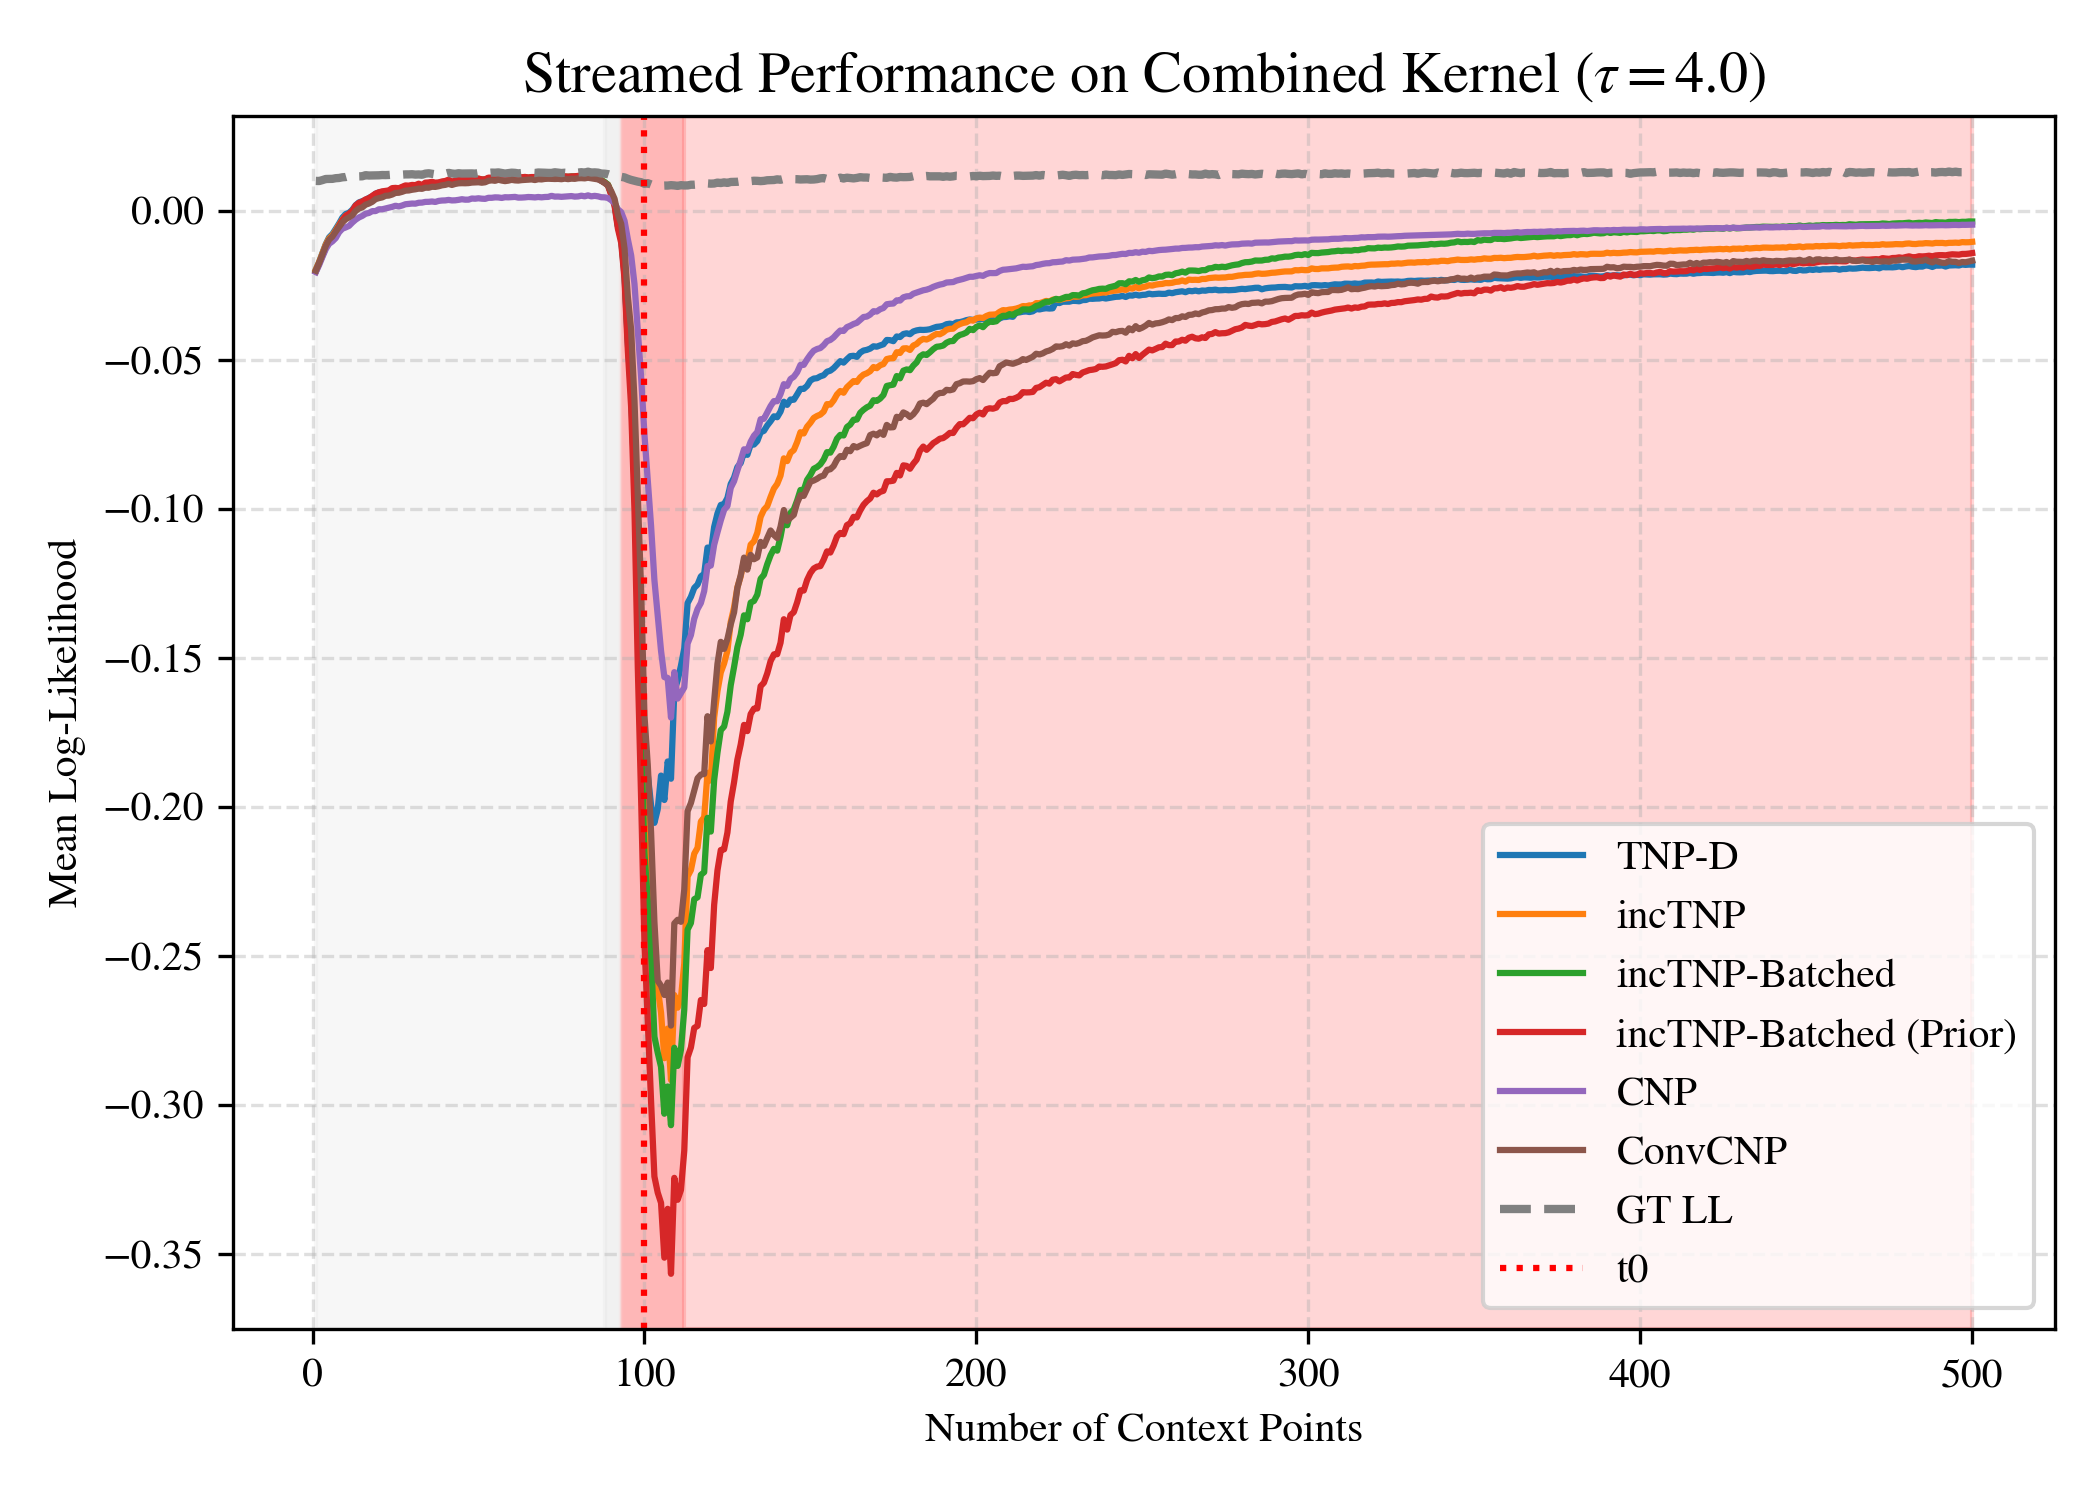 Streamed Performance on Combined Kernel (τ = 4.0)
Mean Log-Likelihood
0.00
−0.05
−0.10
−0.15
−0.20
−0.25
−0.30
−0.35
TNP-D
incTNP
incTNP-Batched
incTNP-Batched (Prior)
CNP
ConvCNP
GT LL
t0
0 100 200 300 400 500
Number of Context Points